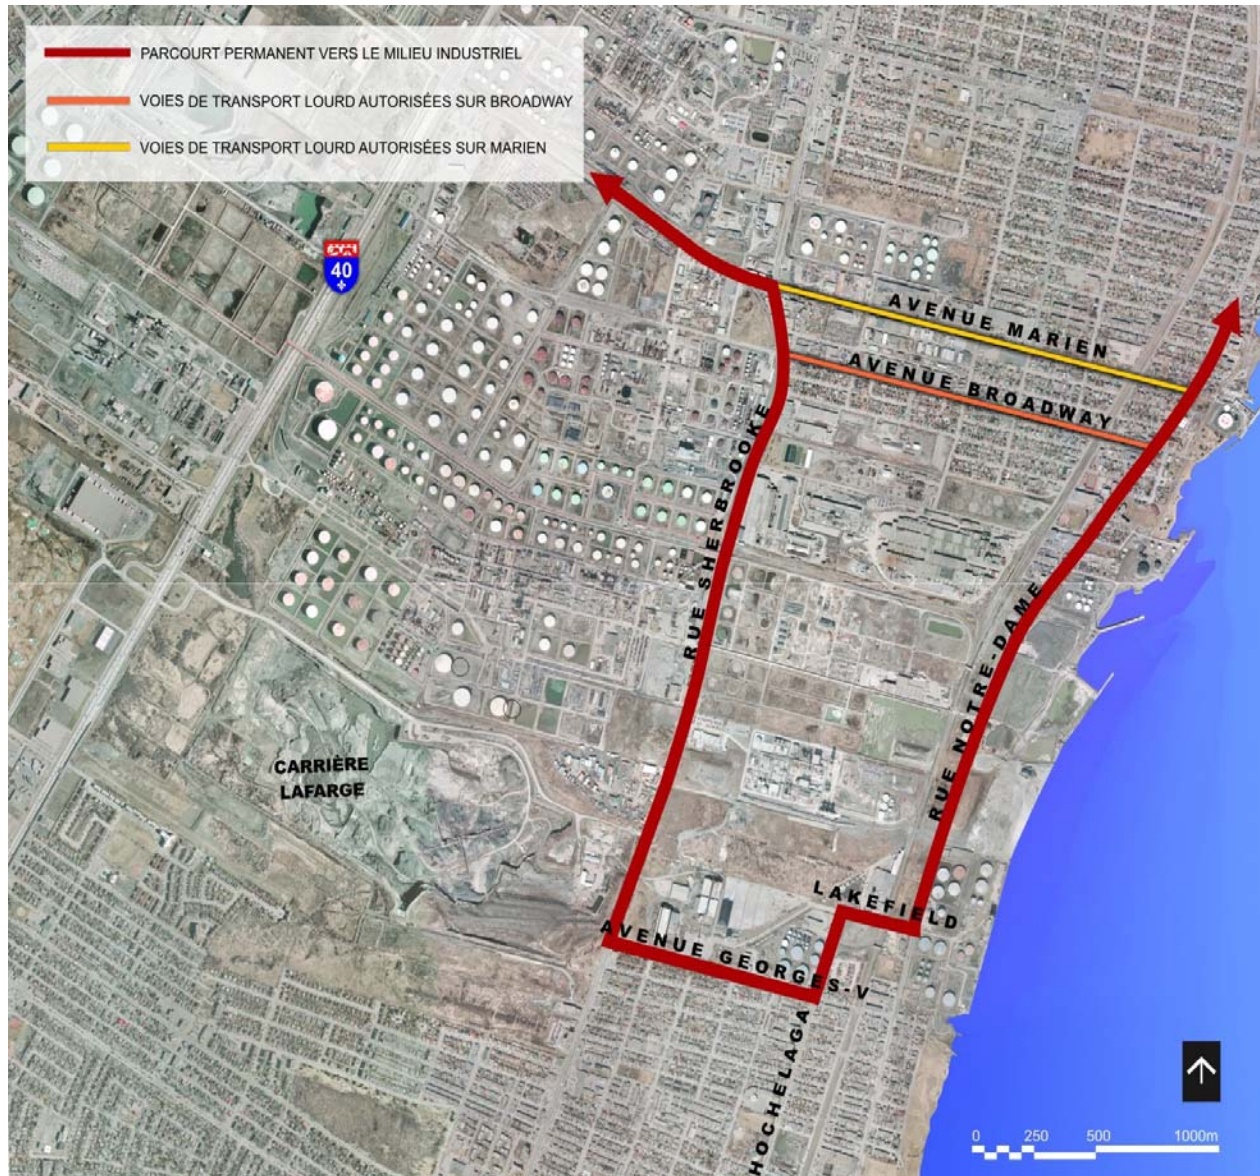 PARCOURT PERMANENT VERS LE MILIEU INDUSTRIEL
VOIES DE TRANSPORT LOURD AUTORISÉES SUR BROADWAY
VOIES DE TRANSPORT LOURD AUTORISÉES SUR MARIEN
40
AVENUE MARIEN
AVENUE BROADWAY
RUE SHERBROOKE
RUE NOTRE-DAME
CARRIÈRE
LAFARGE
LAKEFIELD
AVENUE GEORGES-V
HOCHELAGA
0 250 500 1000m